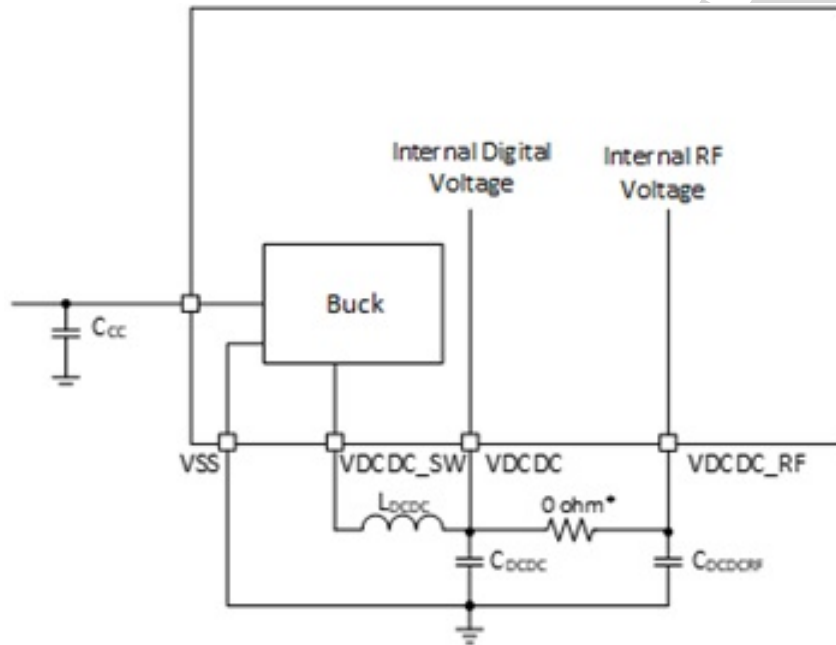 Internal Digital
Voltage
Internal RF
Voltage
Buck
CCC
VSS
VDCDC_SW
VDCDC
VDCDC_RF
LDCDC
0 ohm*
CDCDC
CDCDCRF